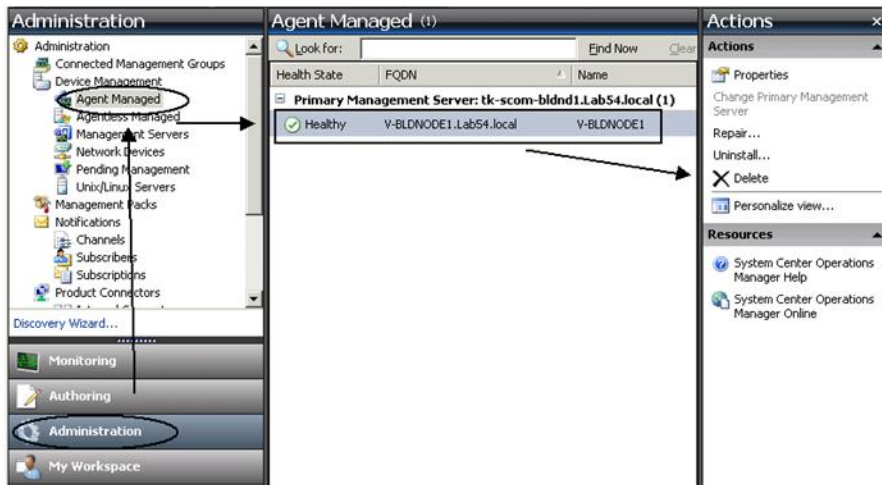 Administration
Administration
Connected Management Groups
Device Management
Agent Managed
Agentless Managed
Management Servers
Network Devices
Pending Management
Unix/Linux Servers
Management Packs
Notifications
Channels
Subscribers
Subscriptions
Product Connectors
Discovery Wizard...
Monitoring
Authoring
Administration
My Workspace
Agent Managed (1)
Look for:
Find Now
Clear
Health State FQDN Name
Primary Management Server: tk-scom-bldnd1.Lab54.local (1)
Healthy V-BLDNODE1.Lab54.local V-BLDNODE1
Actions
Actions
Properties
Change Primary Management
Server
Repair...
Uninstall...
Delete
Personalize view...
Resources
System Center Operations
Manager Help
System Center Operations
Manager Online